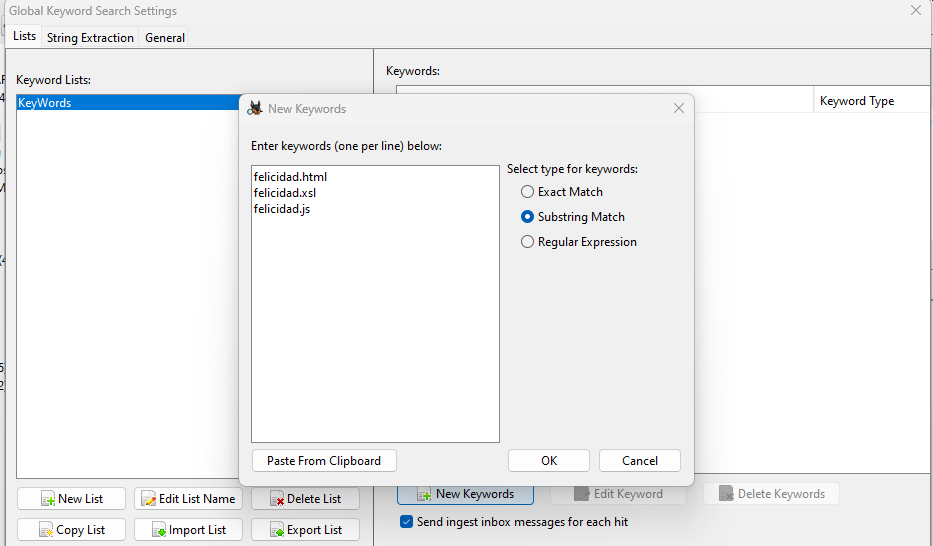 Global Keyword Search Settings
Lists String Extraction General
Keyword Lists:
Keywords:
KeyWords
Keyword Type
New Keywords
Enter keywords (one per line) below:
felicidad.html
felicidad.xsl
felicidad.js
Select type for keywords:
Exact Match
Substring Match
Regular Expression
Paste From Clipboard
OK
Cancel
New List
Edit List Name
Delete List
New Keywords
Edit Keyword
Delete Keywords
Copy List
Import List
Export List
Send ingest inbox messages for each hit